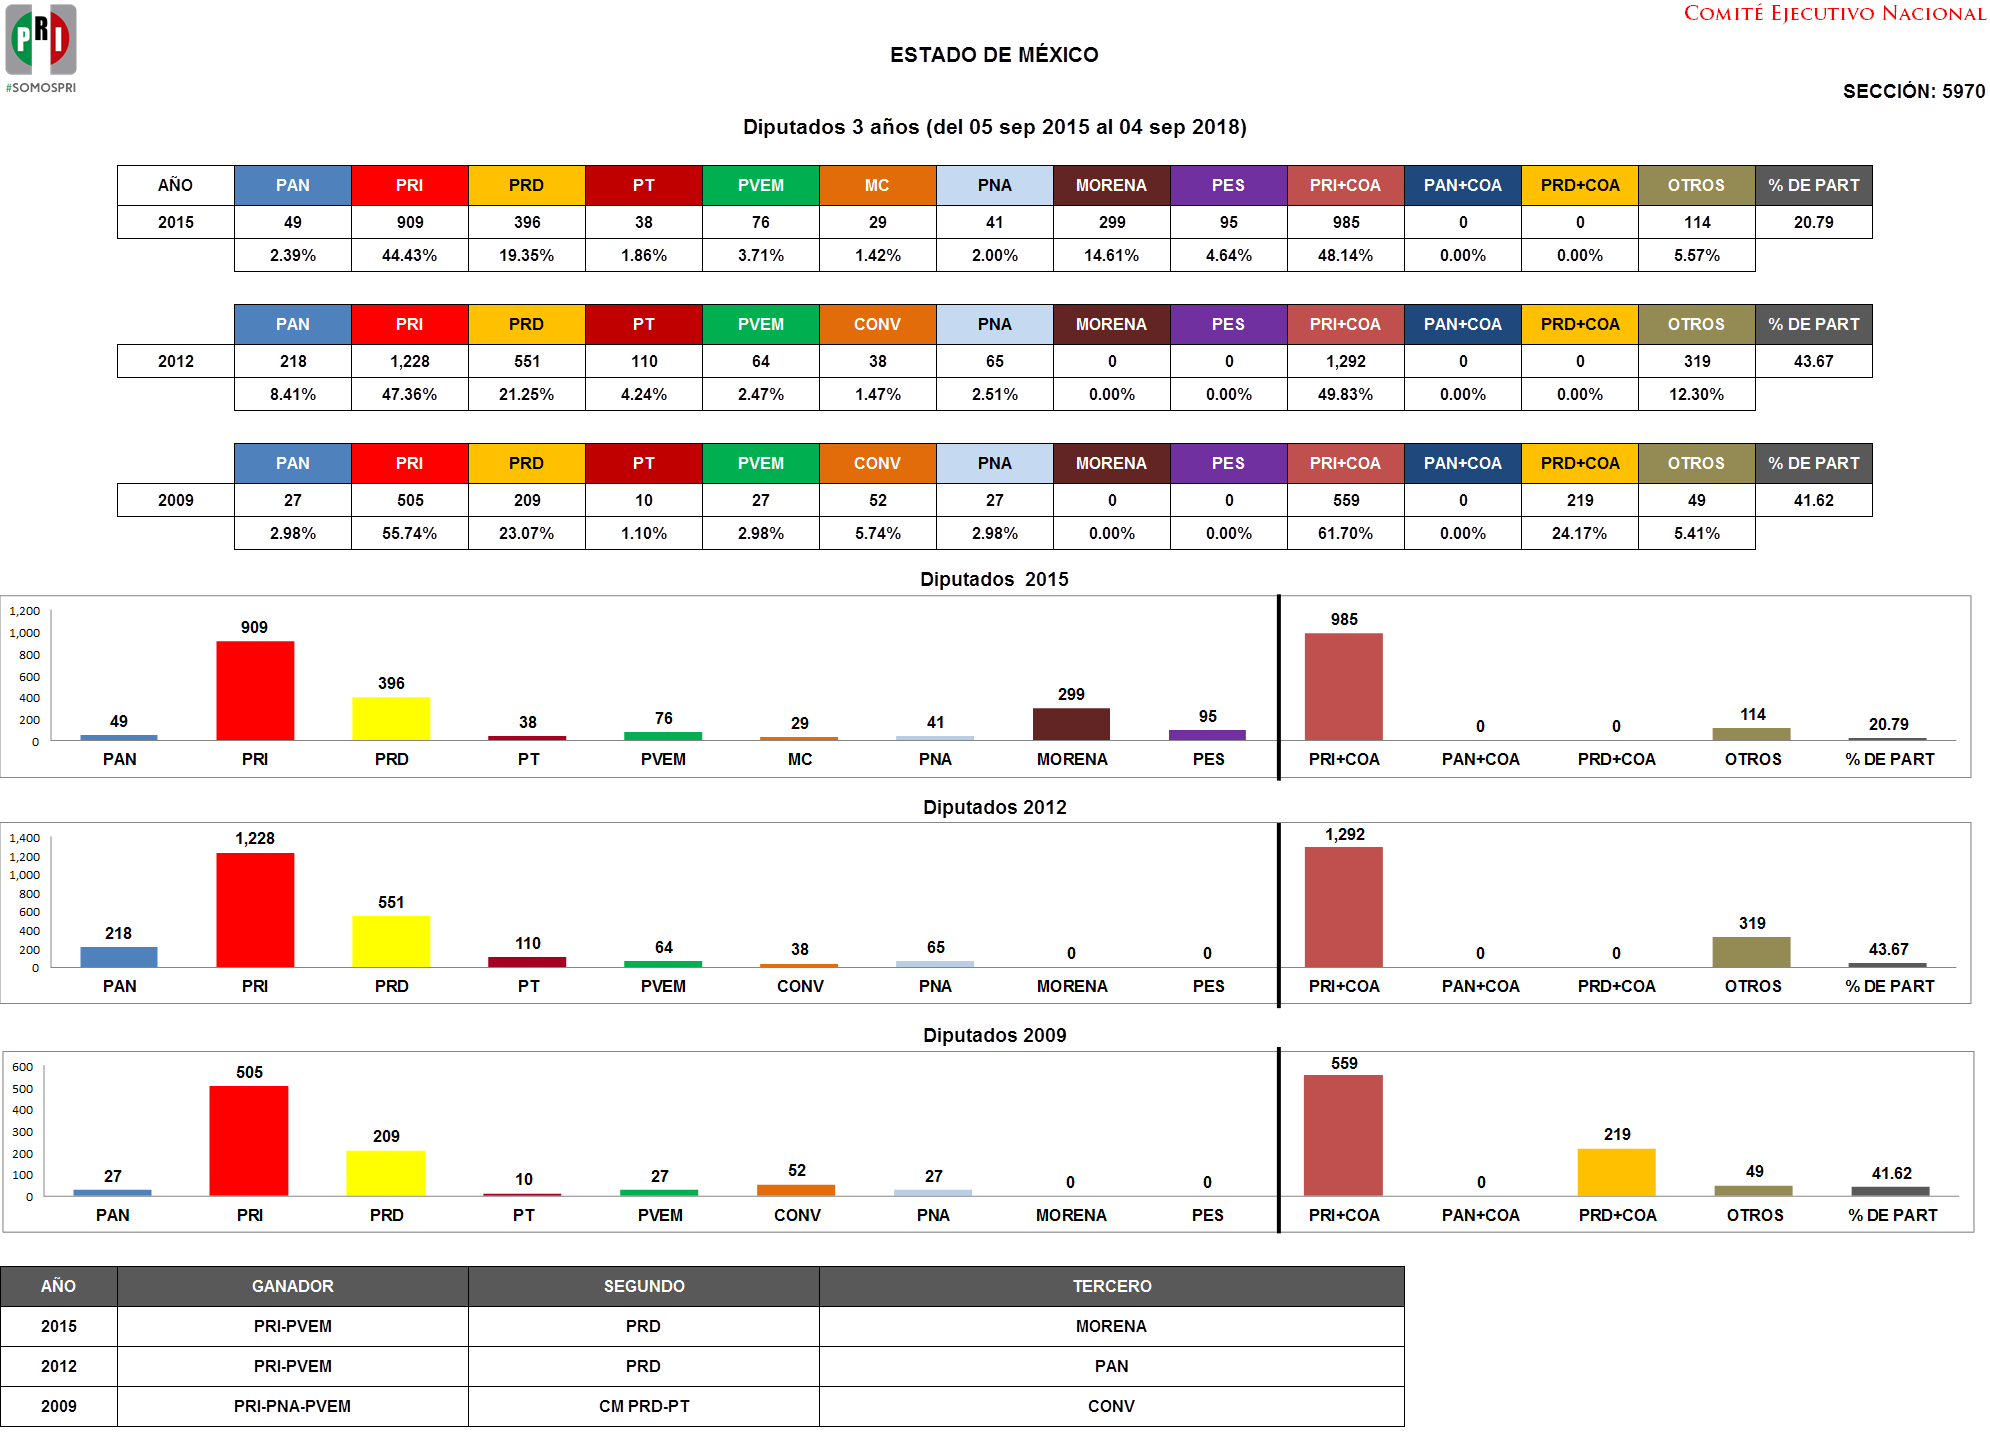 PRI
#SOMOSPRI
COMITÉ EJECUTIVO NACIONAL
ESTADO DE MÉXICO
SECCIÓN: 5970
Diputados 3 años (del 05 sep 2015 al 04 sep 2018)
AÑO PAN PRI PRD PT PVEM MC PNA MORENA PES PRI+COA PAN+COA PRD+COA OTROS % DE PART
2015 49 909 396 38 76 29 41 299 95 985 0 0 114 20.79
2.39% 44.43% 19.35% 1.86% 3.71% 1.42% 2.00% 14.61% 4.64% 48.14% 0.00% 0.00% 5.57%
PAN PRI PRD PT PVEM CONV PNA MORENA PES PRI+COA PAN+COA PRD+COA OTROS % DE PART
2012 218 1,228 551 110 64 38 65 0 0 1,292 0 0 319 43.67
8.41% 47.36% 21.25% 4.24% 2.47% 1.47% 2.51% 0.00% 0.00% 49.83% 0.00% 0.00% 12.30%
PAN PRI PRD PT PVEM CONV PNA MORENA PES PRI+COA PAN+COA PRD+COA OTROS % DE PART
2009 27 505 209 10 27 52 27 0 0 559 0 219 49 41.62
2.98% 55.74% 23.07% 1.10% 2.98% 5.74% 2.98% 0.00% 0.00% 61.70% 0.00% 24.17% 5.41%
Diputados 2015
1,200
1,000
800
600
400
200
0
49 909 396 38 76 29 41 299 95 985 0 0 114 20.79
PAN PRI PRD PT PVEM MC PNA MORENA PES PRI+COA PAN+COA PRD+COA OTROS % DE PART
Diputados 2012
1,400
1,200
1,000
800
600
400
200
0
218 1,228 551 110 64 38 65 0 0 1,292 0 0 319 43.67
PAN PRI PRD PT PVEM CONV PNA MORENA PES PRI+COA PAN+COA PRD+COA OTROS % DE PART
Diputados 2009
600
500
400
300
200
100
0
27 505 209 10 27 52 27 0 0 559 0 219 49 41.62
PAN PRI PRD PT PVEM CONV PNA MORENA PES PRI+COA PAN+COA PRD+COA OTROS % DE PART
AÑO GANADOR SEGUNDO TERCERO
2015 PRI-PVEM PRD MORENA
2012 PRI-PVEM PRD PAN
2009 PRI-PNA-PVEM CM PRD-PT CONV